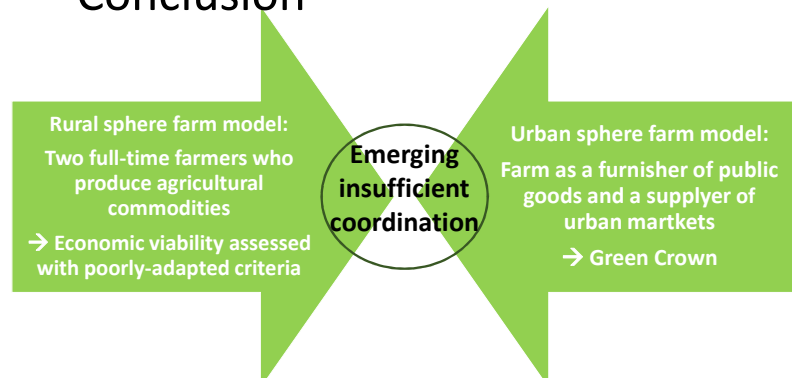 Conclusion
Rural sphere farm model:
Two full-time farmers who
produce agricultural
commodities
→ Economic viability assessed
with poorly-adapted criteria
Emerging
insufficient
coordination
Urban sphere farm model:
Farm as a furnisher of public
goods and a supplyer of
urban martkets
→ Green Crown